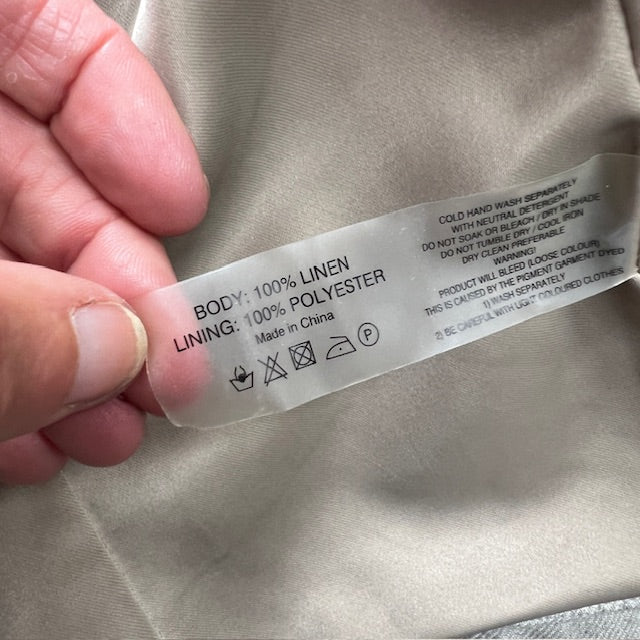 BODY: 100% LINEN
LINING: 100% POLYESTER
Made in China
P
COLD HAND WASH SEPARATELY
WITH NEUTRAL DETERGENT
DO NOT SOAK OR BLEACH / DRY IN SHADE
DO NOT TUMBLE DRY / COOL IRON
DRY CLEAN PREFERABLE
WARNING!
PRODUCT WILL BLEED (LOOSE COLOUR)
THIS IS CAUSED BY THE PIGMENT GARMENT DYED
1) WASH SEPARATELY
2) BE CAREFUL WITH LIGHT COLOURED CLOTHES